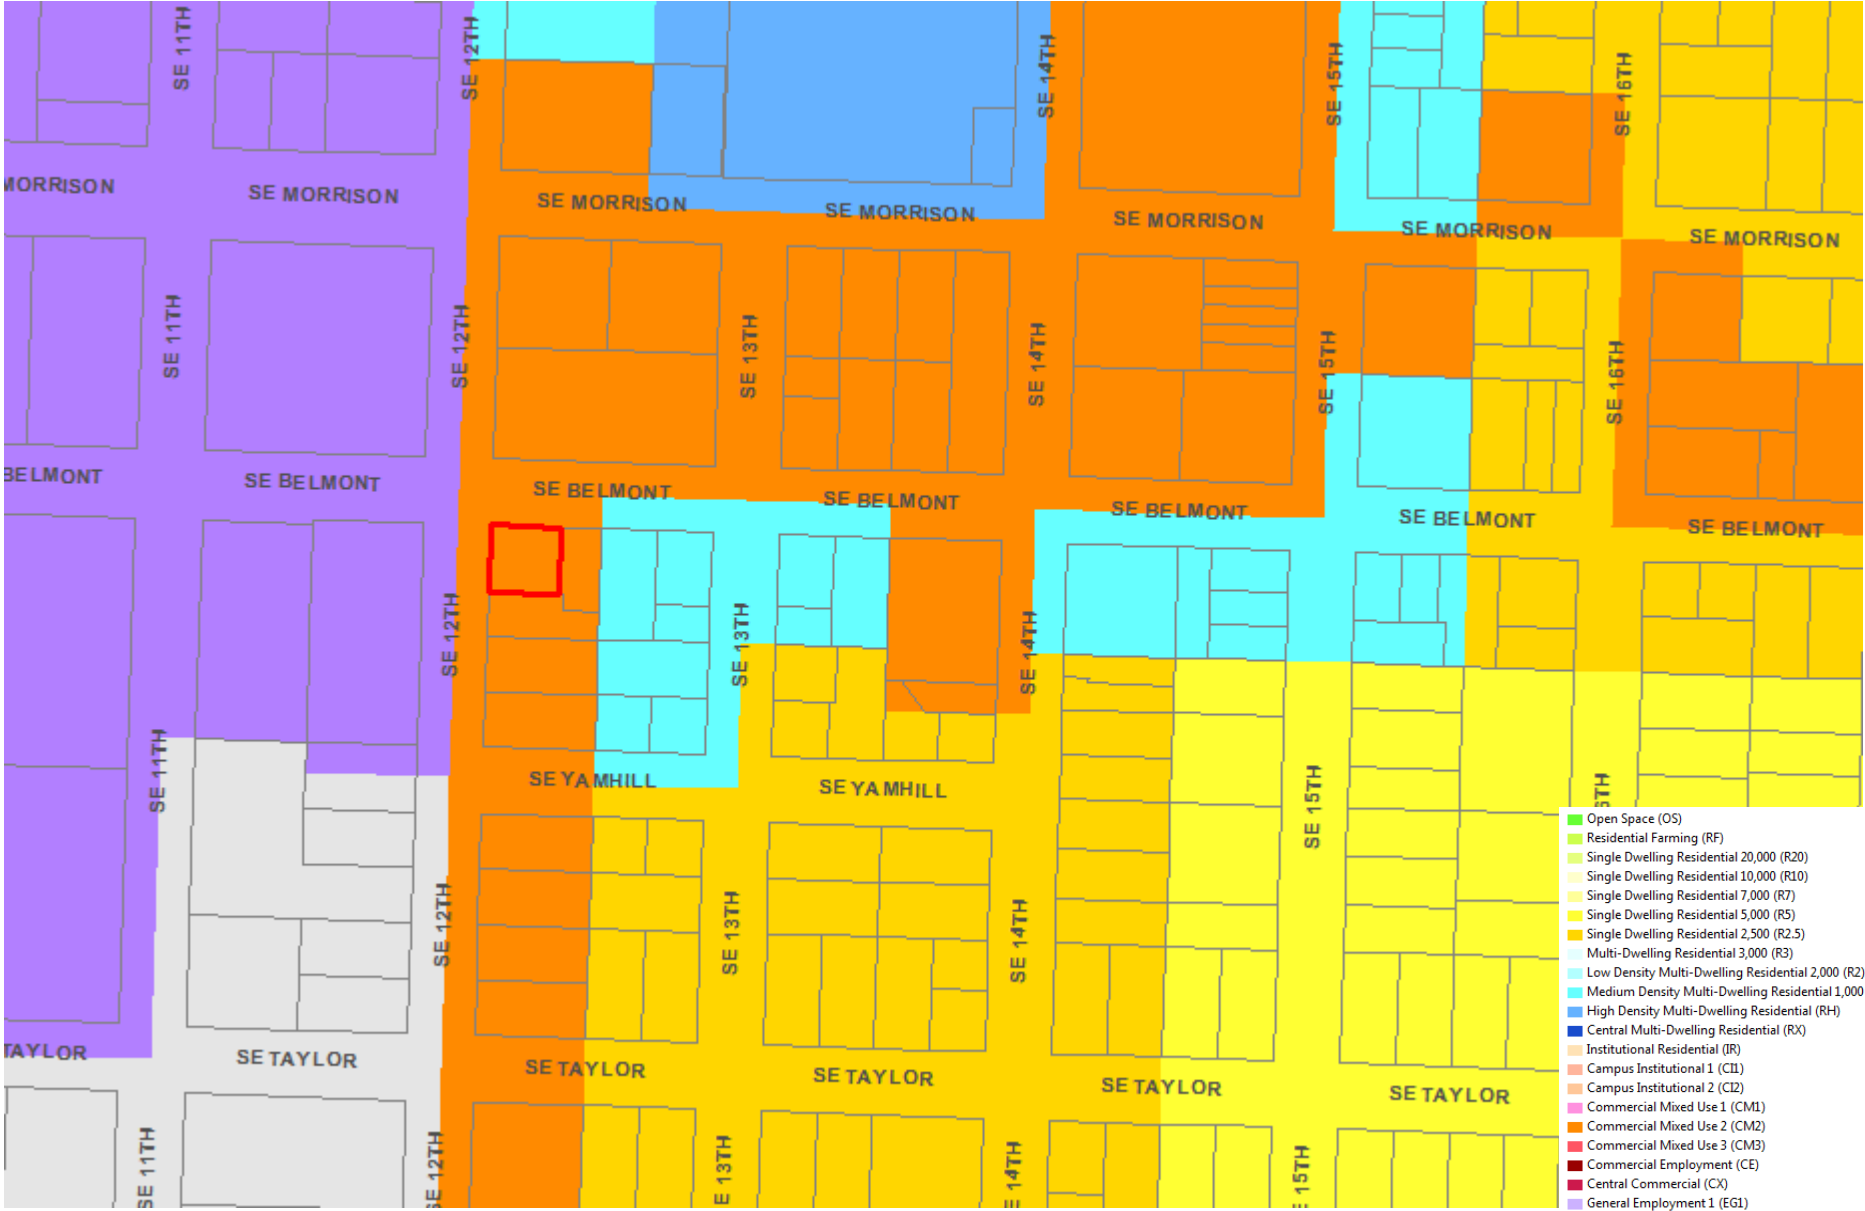 SE 11TH
SE 12TH
SE 14TH
SE 15TH
SE 16TH
MORRISON
SE MORRISON
SE MORRISON
SE MORRISON
SE MORRISON
SE MORRISON
SE MORRISON
SE 11TH
SE 12TH
SE 13TH
SE 14TH
SE 15TH
SE 16TH
BELMONT
SE BELMONT
SE BELMONT
SE BELMONT
SE BELMONT
SE BELMONT
SE BELMONT
SE 12TH
SE 13TH
SE 14TH
SE 11TH
SE YAMHILL
SE YAMHILL
SE 15TH
6TH
SE 12TH
SE 13TH
SE 14TH
TAYLOR
SE TAYLOR
SE TAYLOR
SE TAYLOR
SE TAYLOR
SE TAYLOR
SE 11TH
SE 12TH
E 13TH
SE 14TH
E 15TH
Open Space (OS)
Residential Farming (RF)
Single Dwelling Residential 20,000 (R20)
Single Dwelling Residential 10,000 (R10)
Single Dwelling Residential 7,000 (R7)
Single Dwelling Residential 5,000 (R5)
Single Dwelling Residential 2,500 (R2.5)
Multi-Dwelling Residential 3,000 (R3)
Low Density Multi-Dwelling Residential 2,000 (R2)
Medium Density Multi-Dwelling Residential 1,000
High Density Multi-Dwelling Residential (RH)
Central Multi-Dwelling Residential (RX)
Institutional Residential (IR)
Campus Institutional 1 (CI1)
Campus Institutional 2 (CI2)
Commercial Mixed Use 1 (CM1)
Commercial Mixed Use 2 (CM2)
Commercial Mixed Use 3 (CM3)
Commercial Employment (CE)
Central Commercial (CX)
General Employment 1 (EG1)